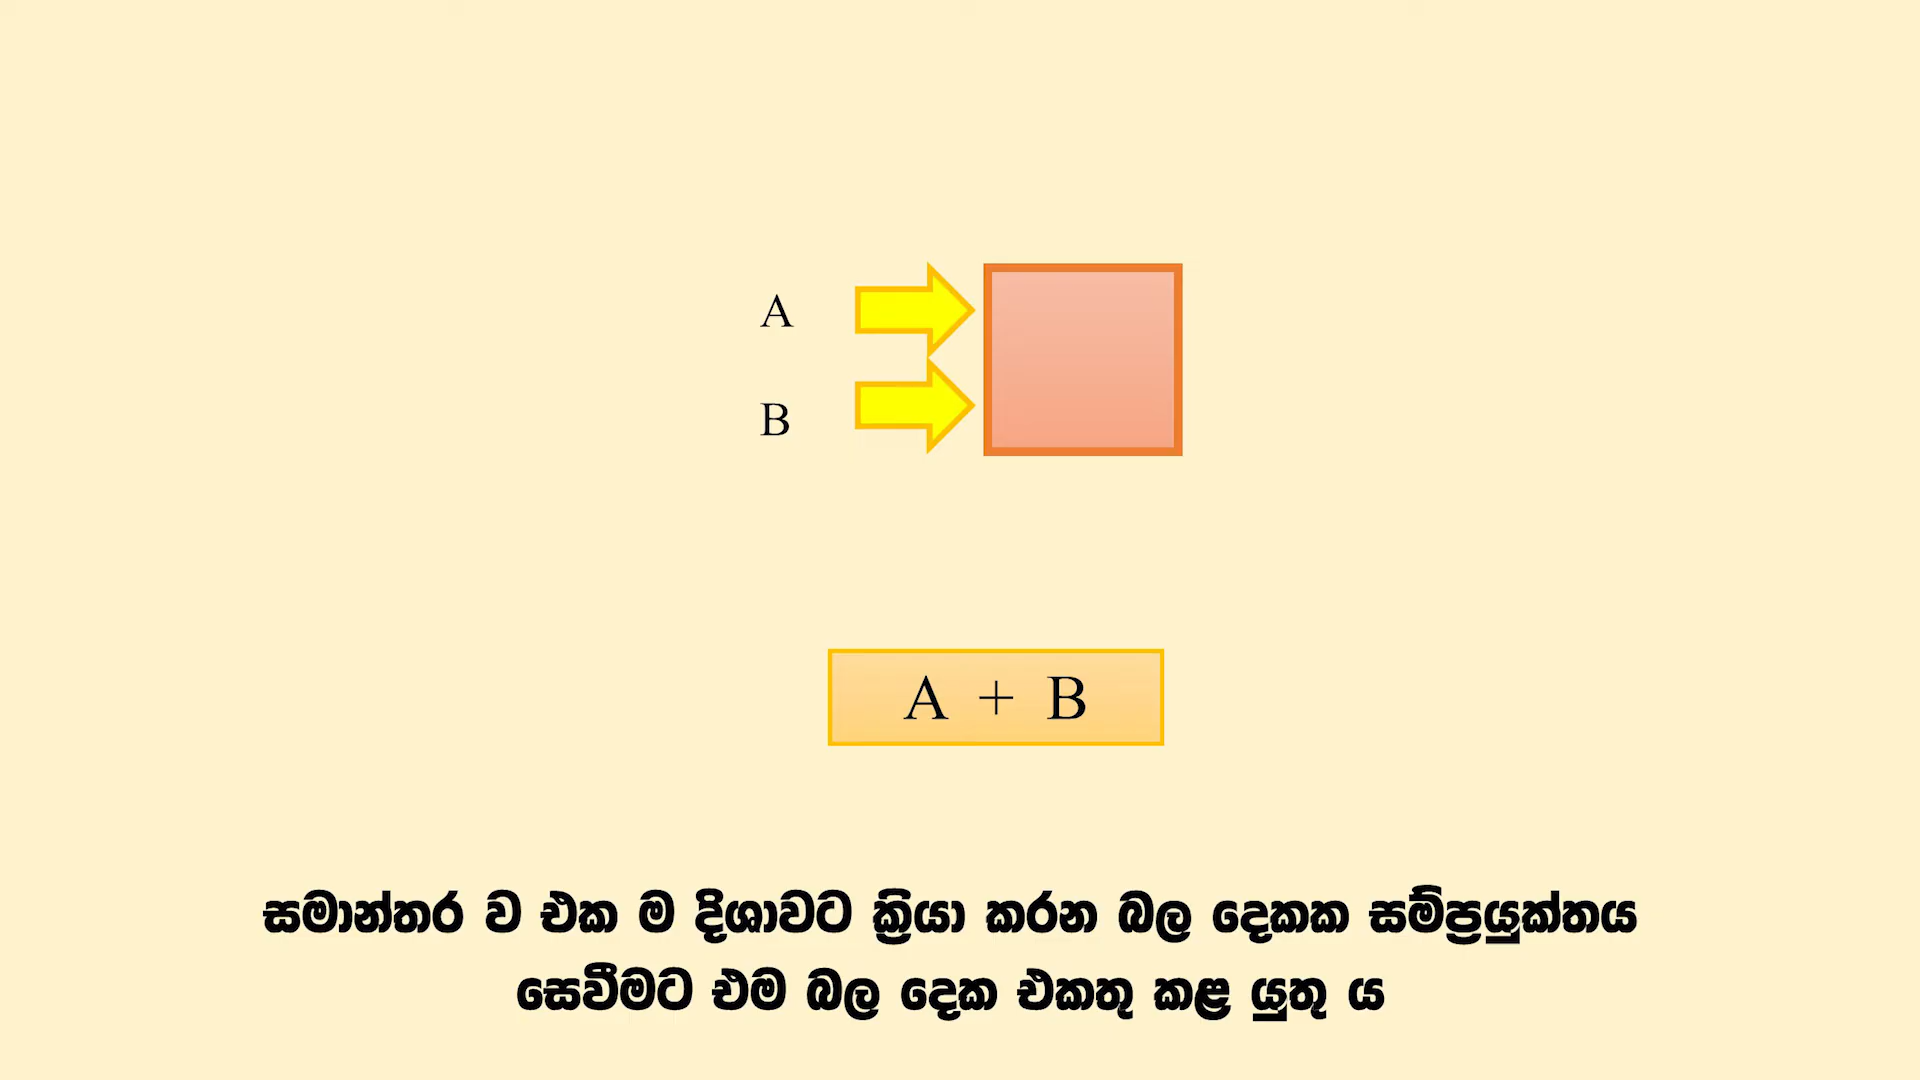 A
B
A + B
සමාන්තර ව එක ම දිශාවට ක්‍රියා කරන බල දෙකක සම්ප්‍රයුක්තය
සෙවීමට එම බල දෙක එකතු කළ යුතු ය